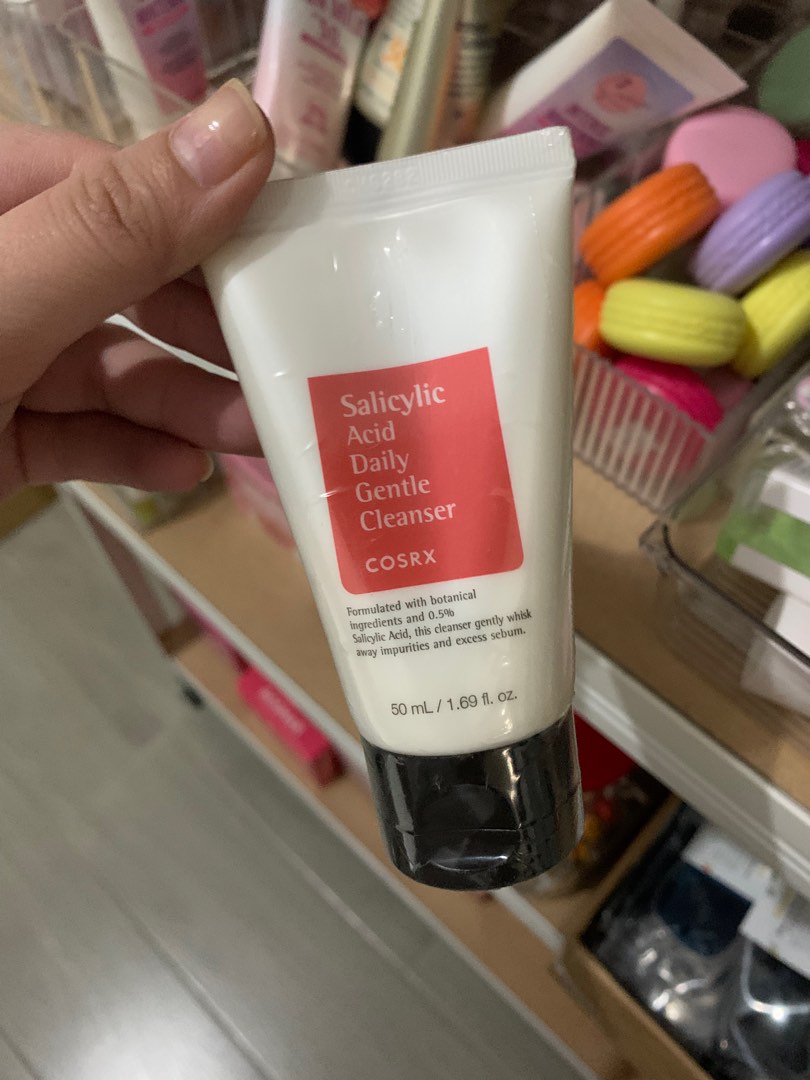 Salicylic
Acid
Daily
Gentle
Cleanser
COSRX
Formulated with botanical
ingredients and 0.5%
Salicylic Acid, this cleanser gently whisk
away impurities and excess sebum.
50 mL / 1.69 fl. oz.